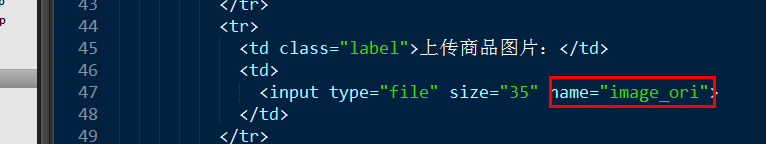 p
43 </tr>
44 <tr>
p
45 <td class="label">上传商品图片：</td>
46 <td>
47 <input type="file" size="35" name="image_ori">
48 </td>
49 </tr>